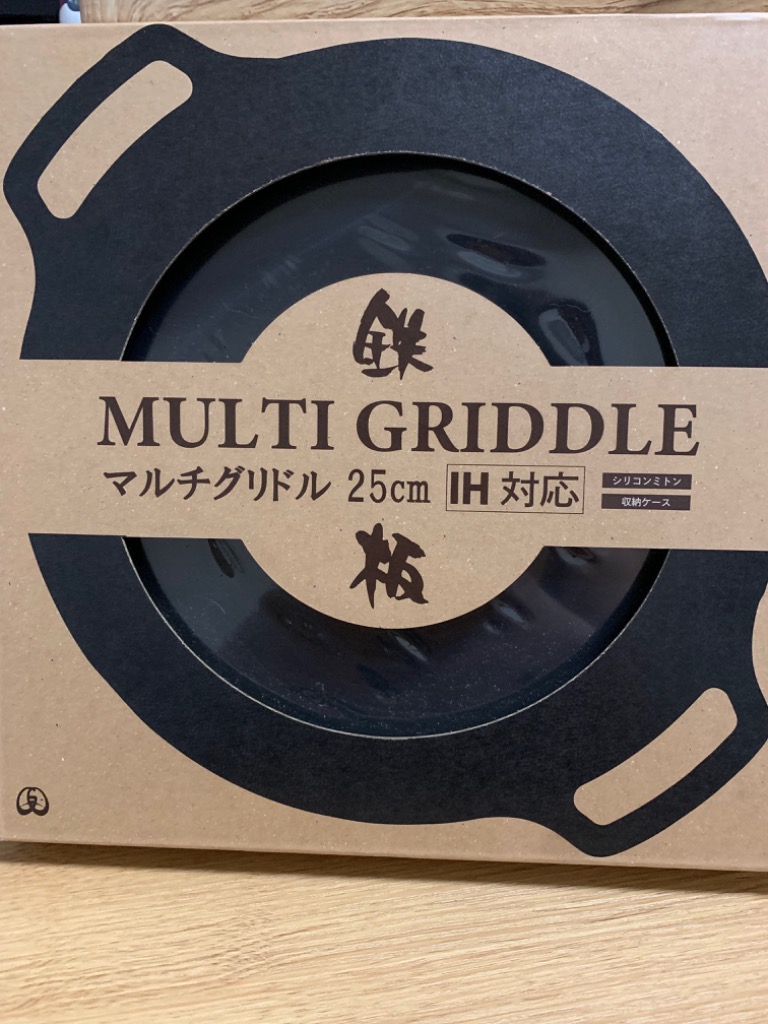 鉄
MULTI GRIDDLE
マルチグリドル 25cm IH 対応
シリコンミトン
収納ケース
板